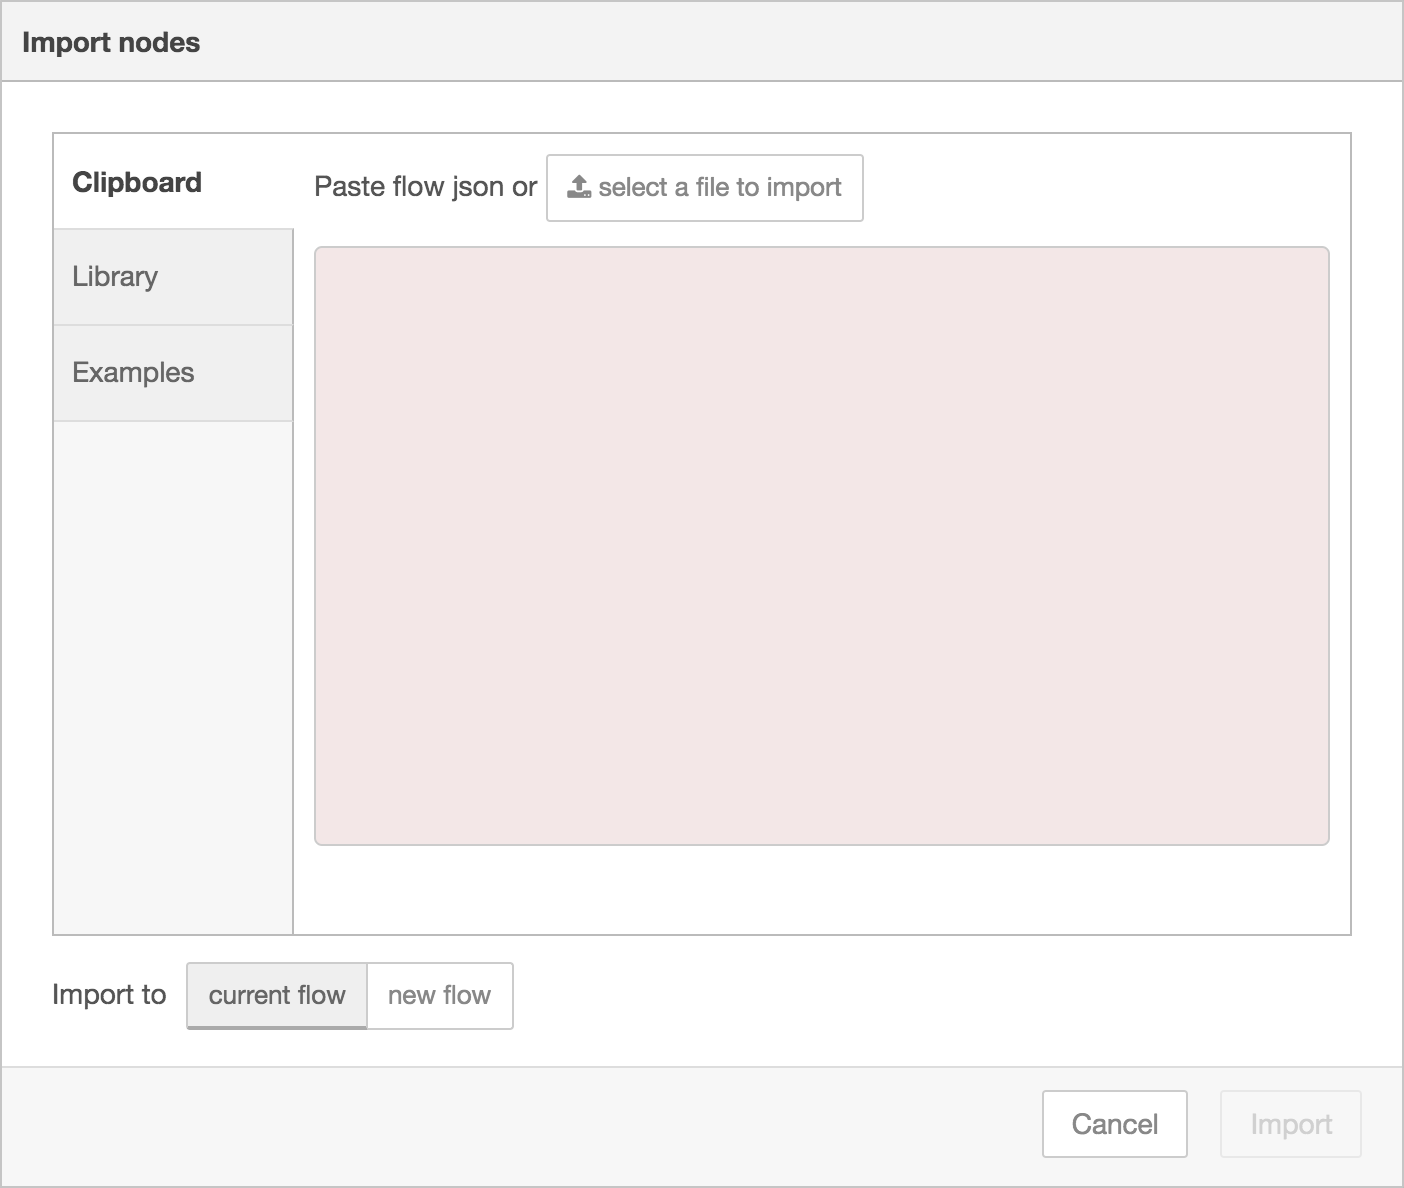 Import nodes
Clipboard
Paste flow json or select a file to import
Library
Examples
Import to current flow new flow
Cancel Import